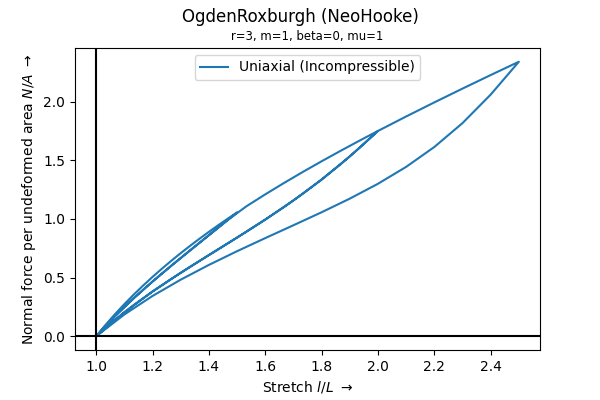 OgdenRoxburgh (NeoHooke)
r=3, m=1, beta=0, mu=1
Uniaxial (Incompressible)
Normal force per undeformed area N/A →
2.0
1.5
1.0
0.5
0.0
1.0 1.2 1.4 1.6 1.8 2.0 2.2 2.4
Stretch l/L →